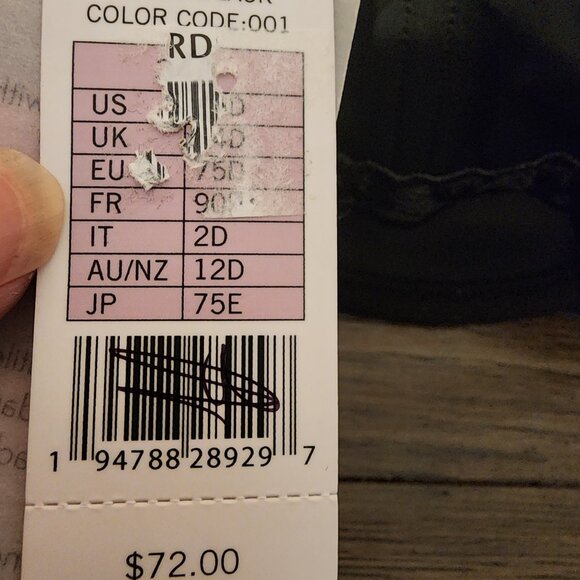 COLOR CODE:001
RD
US
UK
EU 75D
FR 90
IT 2D
AU/NZ 12D
JP 75E
1 94788 28929 7
$72.00